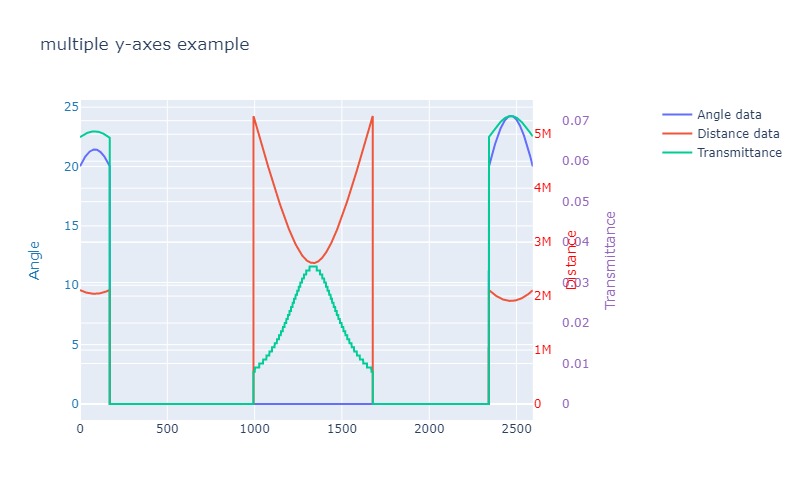 multiple y-axes example
Angle data
Distance data
Transmittance
25
20
15
10
5
0
Angle
5M
4M
3M
2M
1M
0
Distance
0.07
0.06
0.05
0.04
0.03
0.02
0.01
0
Transmittance
0
500
1000
1500
2000
2500